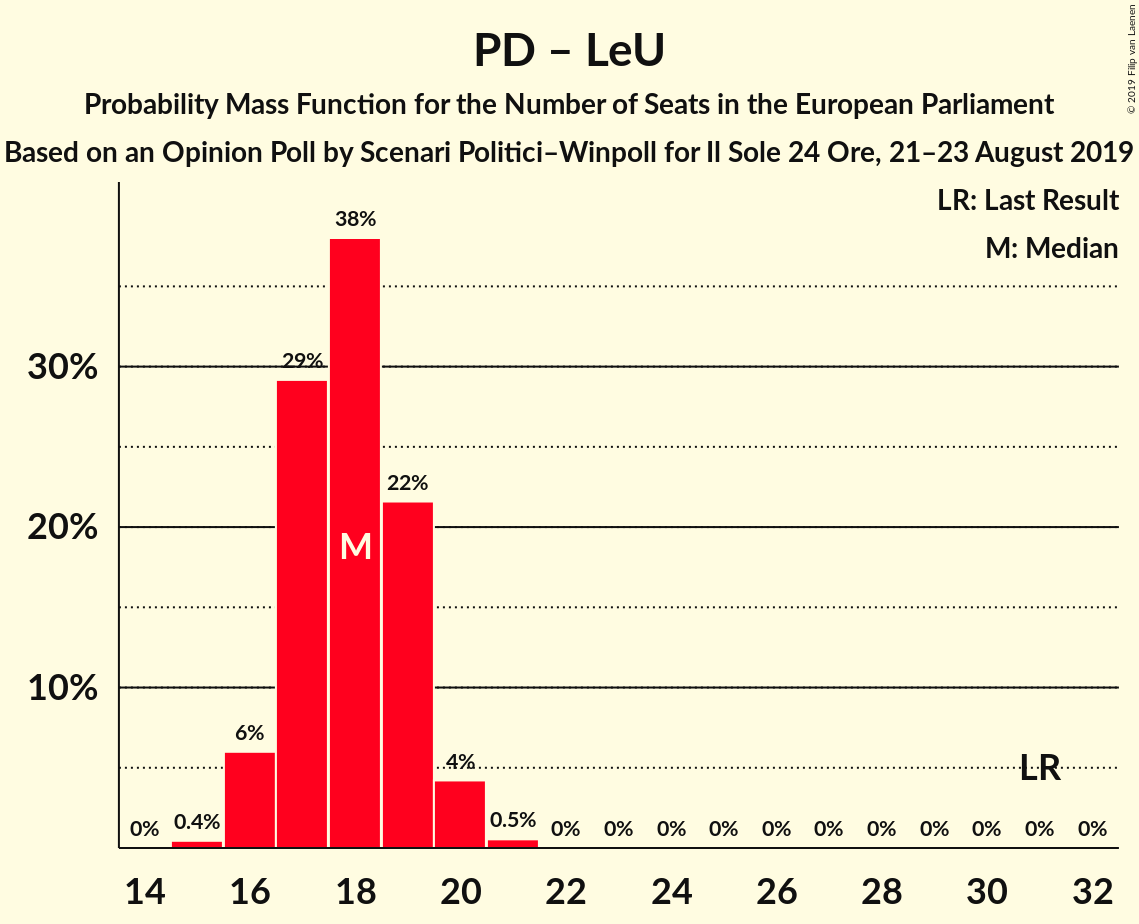 PD – LeU
Probability Mass Function for the Number of Seats in the European Parliament
Based on an Opinion Poll by Scenari Politici–Winpoll for Il Sole 24 Ore, 21–23 August 2019
© 2019 Filip van Laenen
LR: Last Result
M: Median
38%
30%
29%
22%
20%
M
10%
6%
4%
LR
0% 0.4% 0.5% 0% 0% 0% 0% 0% 0% 0% 0% 0% 0% 0%
14 16 18 20 22 24 26 28 30 32